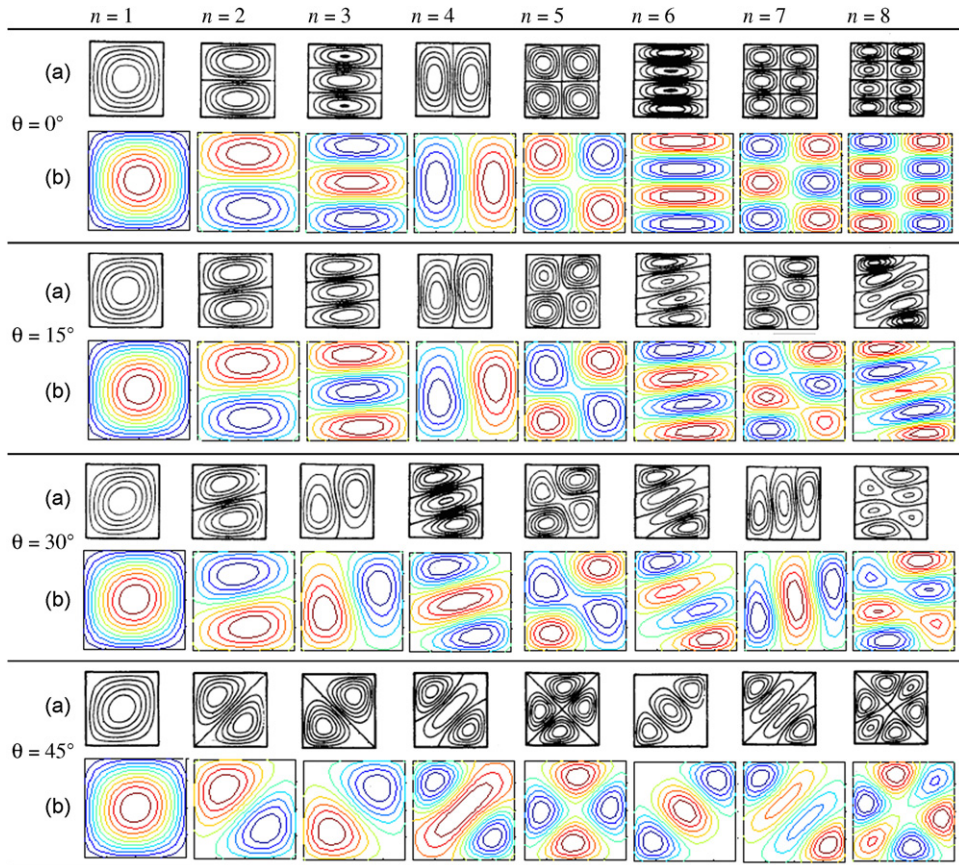 n = 1 n = 2 n = 3 n = 4 n = 5 n = 6 n = 7 n = 8
(a)
θ = 0°
(b)
(a)
θ = 15°
(b)
(a)
θ = 30°
(b)
(a)
θ = 45°
(b)